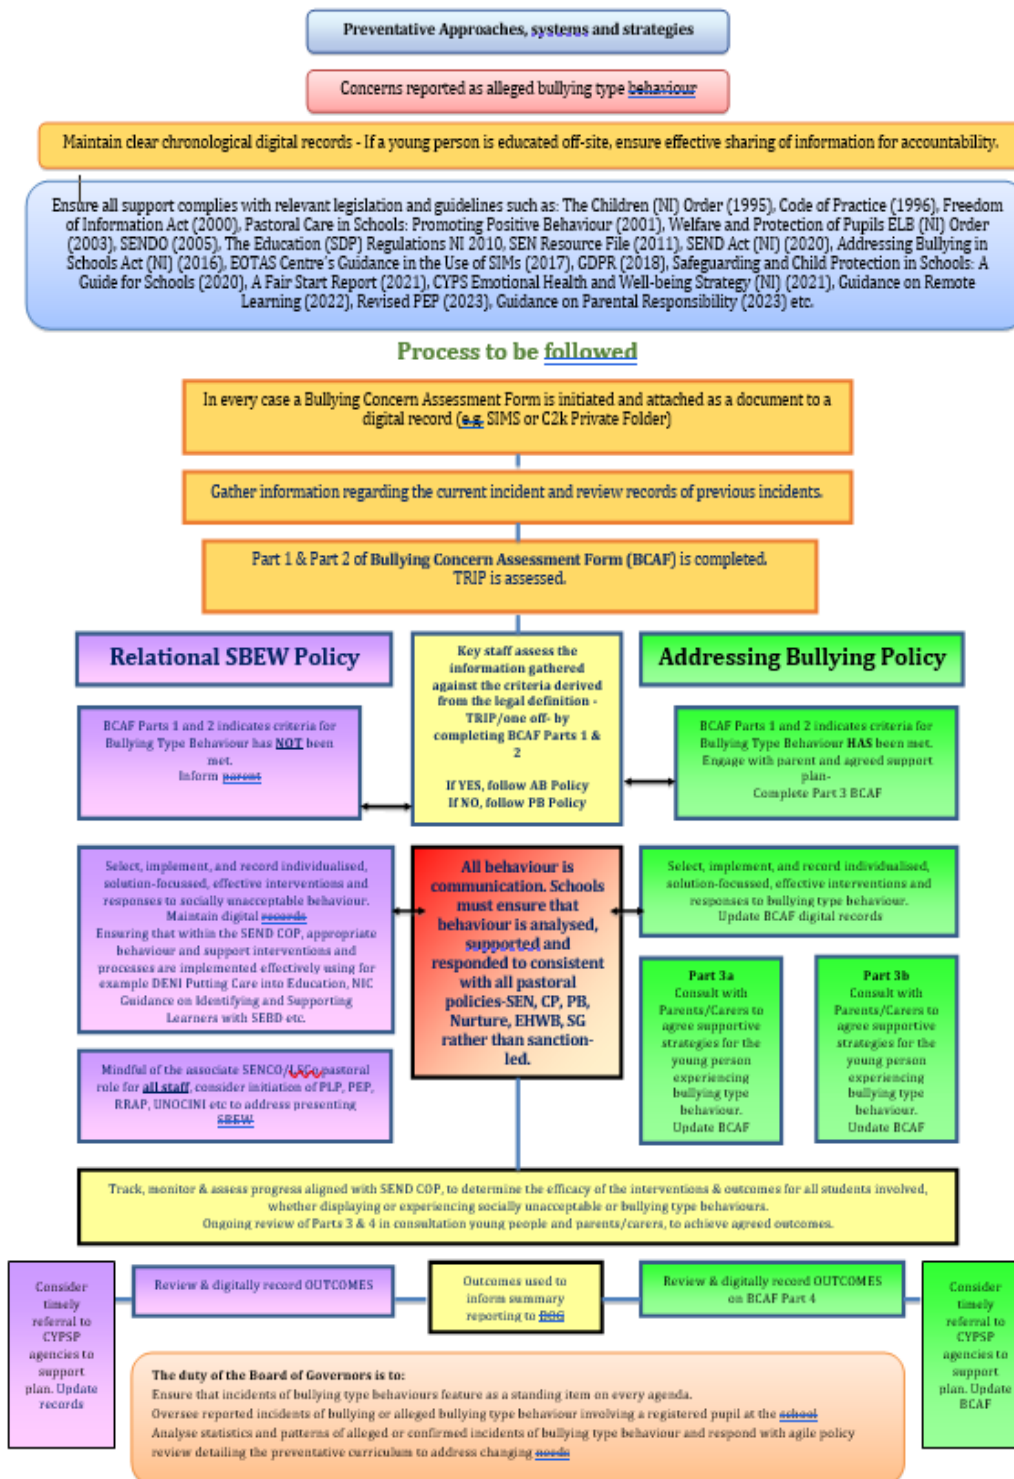 Preventative Approaches, systems and strategies
Concerns reported as alleged bullying type behaviour
Maintain clear chronological digital records - If a young person is educated off-site, ensure effective sharing of information for accountability.
Ensure all support complies with relevant legislation and guidelines such as: The Children (NI) Order (1995), Code of Practice (1996), Freedom
of Information Act (2000), Pastoral Care in Schools: Promoting Positive Behaviour (2001), Welfare and Protection of Pupils ELB (NI) Order
(2003), SENDO (2005), The Education (SDP) Regulations NI 2010, SEN Resource File (2011), SEND Act (NI) (2020), Addressing Bullying in
Schools Act (NI) (2016), EOTAS Centre's Guidance in the Use of SIMs (2017), GDPR (2018), Safeguarding and Child Protection in Schools: A
Guide for Schools (2020), A Fair Start Report (2021), CYPS Emotional Health and Well-being Strategy (NI) (2021), Guidance on Remote
Learning (2022), Revised PEP (2023), Guidance on Parental Responsibility (2023) etc.
Process to be followed
In every case a Bullying Concern Assessment Form is initiated and attached as a document to a
digital record (e.g. SIMS or C2k Private Folder)
Gather information regarding the current incident and review records of previous incidents.
Part 1 & Part 2 of Bullying Concern Assessment Form (BCAF) is completed.
TRIP is assessed.
Relational SBEW Policy
BCAF Parts 1 and 2 indicates criteria for
Bullying Type Behaviour has NOT been
met.
Inform parent
Key staff assess the
information gathered
against the criteria derived
from the legal definition -
TRIP/one off- by
completing BCAF Parts 1 &
2
If YES, follow AB Policy
If NO, follow PB Policy
Addressing Bullying Policy
BCAF Parts 1 and 2 indicates criteria for
Bullying Type Behaviour HAS been met.
Engage with parent and agreed support
plan-
Complete Part 3 BCAF
Select, implement, and record individualised,
solution-focussed, effective interventions and
responses to socially unacceptable behaviour.
Maintain digital records
Ensuring that within the SEND COP, appropriate
behaviour and support interventions and
processes are implemented effectively using for
example DENI Putting Care into Education, NIC
Guidance on Identifying and Supporting
Learners with SEBD etc.
All behaviour is
communication. Schools
must ensure that
behaviour is analysed,
supported and
responded to consistent
with all pastoral
policies-SEN, CP, PB,
Nurture, EHWB, SG
rather than sanction-
led.
Select, implement, and record individualised,
solution-focussed, effective interventions and
responses to bullying type behaviour.
Update BCAF digital records
Mindful of the associate SENCO/LSCo pastoral
role for all staff, consider initiation of PLP, PEP,
RRAP, UNOCINI etc to address presenting
SBEW
Part 3a
Consult with
Parents/Carers to
agree supportive
strategies for the
young person
experiencing
bullying type
behaviour.
Update BCAF
Part 3b
Consult with
Parents/Carers to
agree supportive
strategies for the
young person
experiencing
bullying type
behaviour.
Update BCAF
Track, monitor & assess progress aligned with SEND COP, to determine the efficacy of the interventions & outcomes for all students involved,
whether displaying or experiencing socially unacceptable or bullying type behaviours.
Ongoing review of Parts 3 & 4 in consultation young people and parents/carers, to achieve agreed outcomes.
Consider
timely
referral to
CYPSP
agencies to
support
plan. Update
records
Review & digitally record OUTCOMES
Outcomes used to
inform summary
reporting to BOG
Review & digitally record OUTCOMES
on BCAF Part 4
Consider
timely
referral to
CYPSP
agencies to
support
plan. Update
BCAF
The duty of the Board of Governors is to:
Ensure that incidents of bullying type behaviours feature as a standing item on every agenda.
Oversee reported incidents of bullying or alleged bullying type behaviour involving a registered pupil at the school
Analyse statistics and patterns of alleged or confirmed incidents of bullying type behaviour and respond with agile policy
review detailing the preventative curriculum to address changing needs